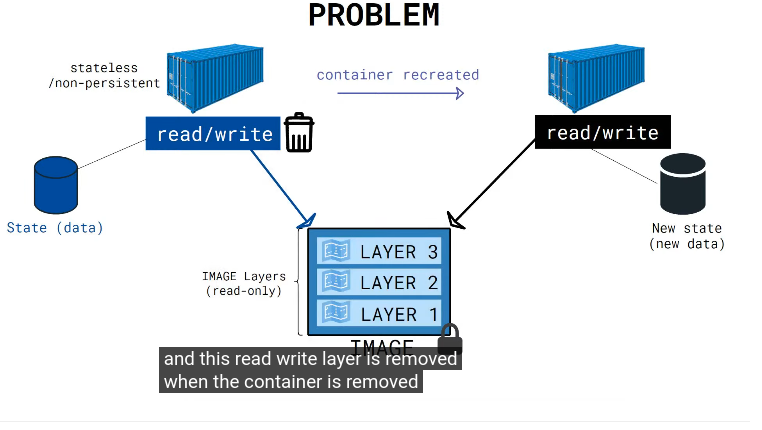 PROBLEM
stateless
/non-persistent
container recreated
read/write
read/write
State (data)
New state
(new data)
IMAGE Layers
(read-only)
LAYER 3
LAYER 2
LAYER 1
IMAGE
and this read write layer is removed
when the container is removed